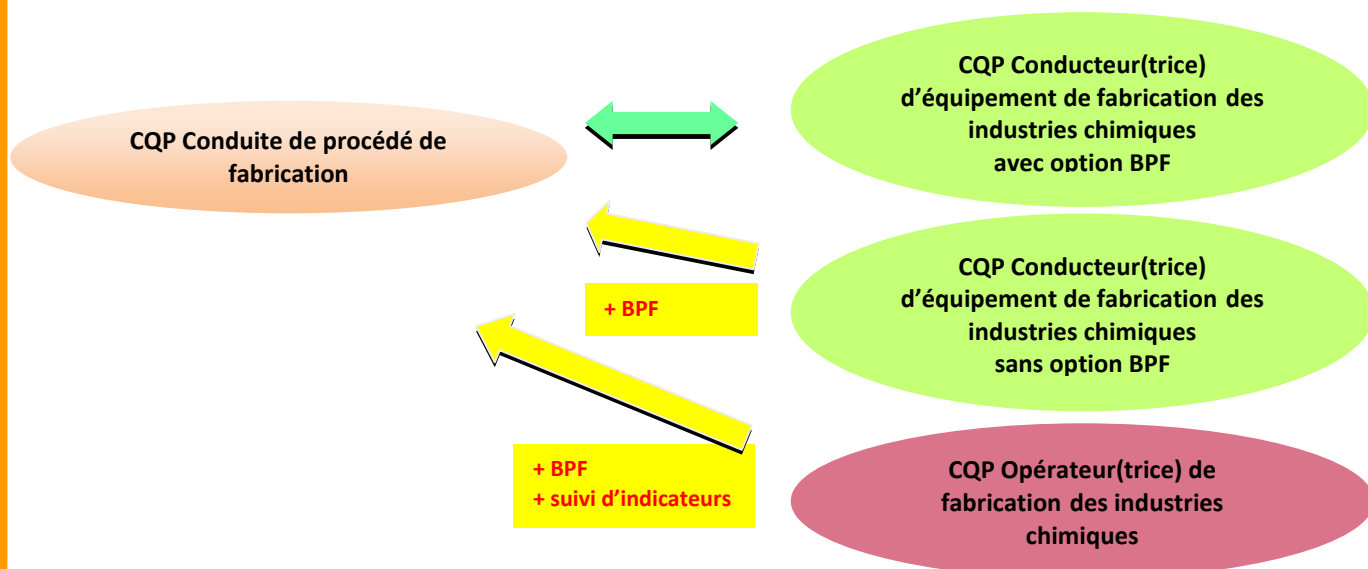 CQP Conducteur(trice)
d’équipement de fabrication des
industries chimiques
avec option BPF
CQP Conduite de procédé de
fabrication
CQP Conducteur(trice)
d’équipement de fabrication des
industries chimiques
sans option BPF
+ BPF
+ BPF
+ suivi d’indicateurs
CQP Opérateur(trice) de
fabrication des industries
chimiques